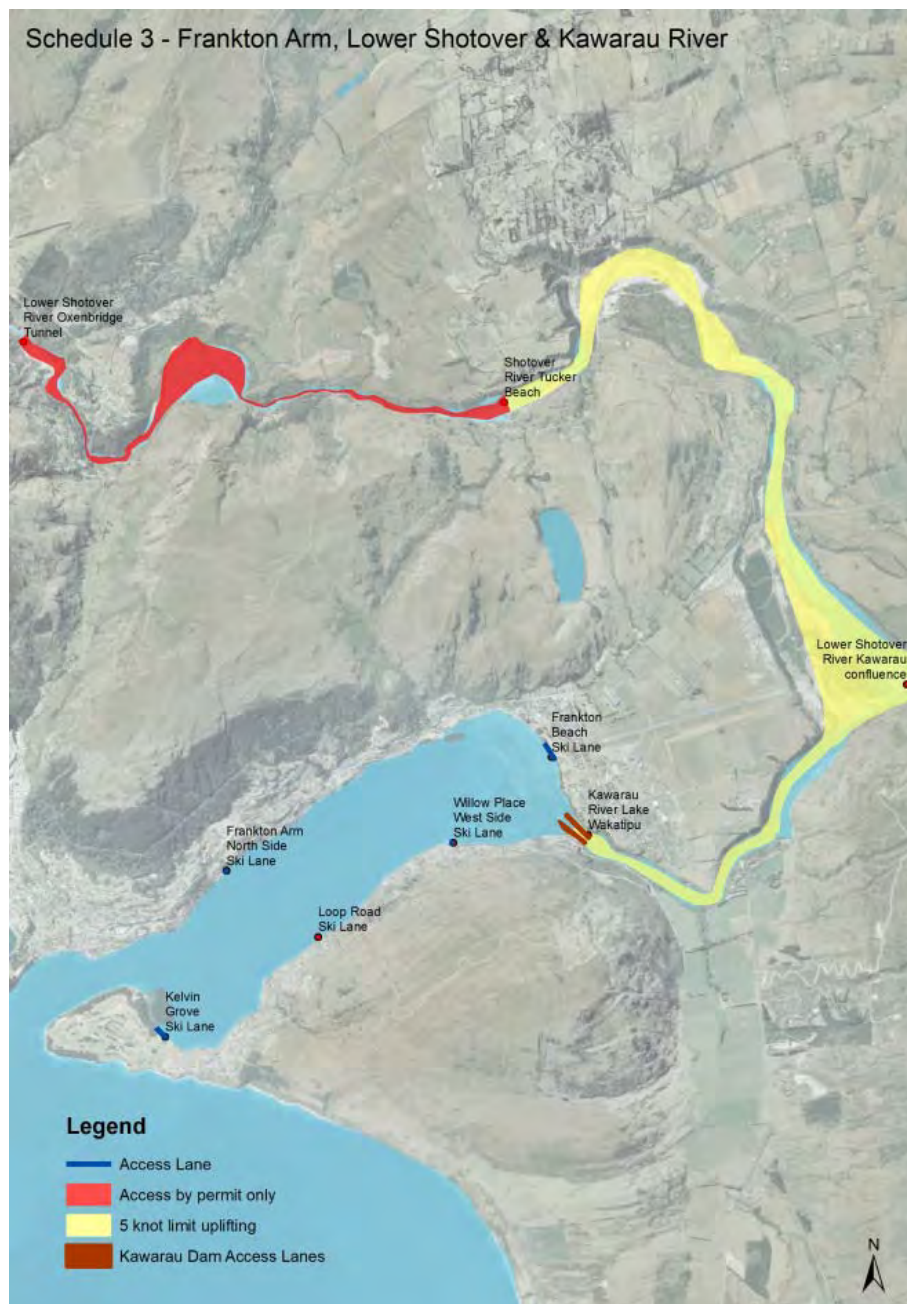 Schedule 3 - Frankton Arm, Lower Shotover & Kawarau River
Lower Shotover
River Oxenbridge
Tunnel
Shotover
River Tucker
Beach
Lower Shotover
River Kawarau
confluence
Frankton
Beach
Ski Lane
Kawarau
River Lake
Wakatipu
Willow Place
West Side
Ski Lane
Frankton Arm
North Side
Ski Lane
Loop Road
Ski Lane
Kelvin
Grove
Ski Lane
Legend
Access Lane
Access by permit only
5 knot limit uplifting
Kawarau Dam Access Lanes
N